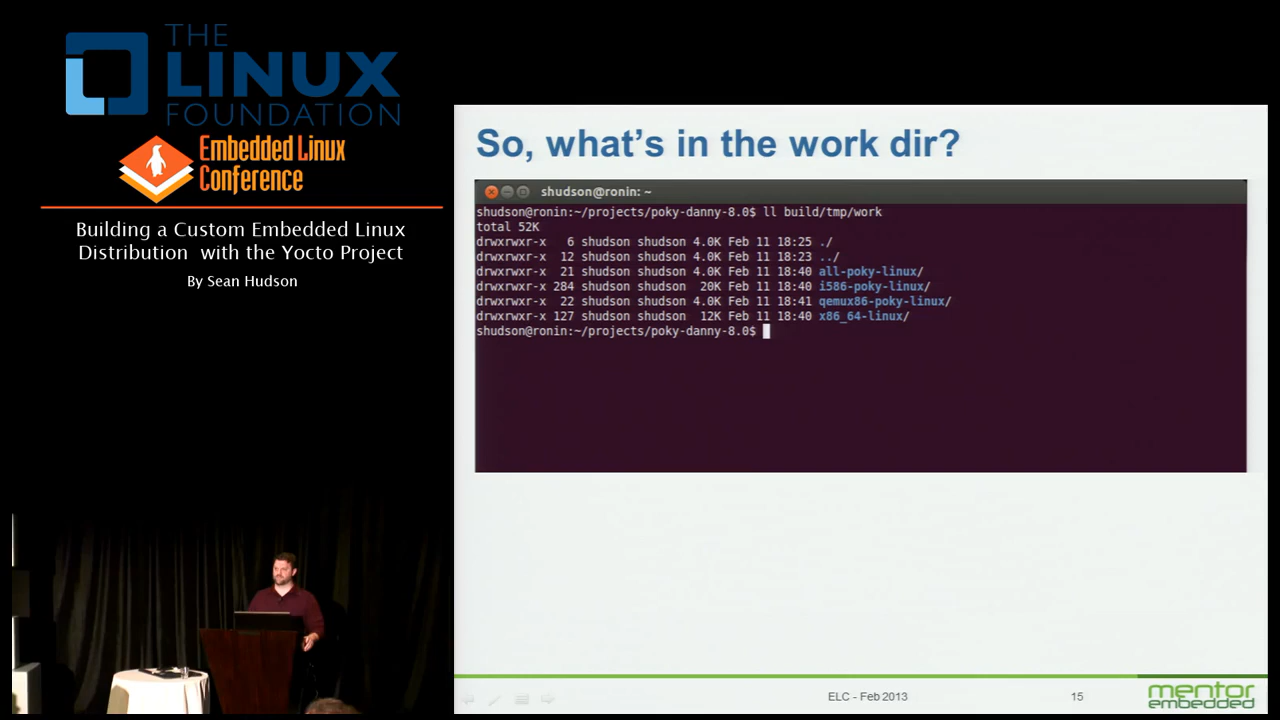 THE
LINUX
FOUNDATION
Embedded Linux
Conference
Building a Custom Embedded Linux
Distribution with the Yocto Project
By Sean Hudson
So, what's in the work dir?
shudson@ronin: ~
shudson@ronin:~/projects/poky-danny-8.0$ ll build/tmp/work
total 52K
drwxrwxr-x 6 shudson shudson 4.0K Feb 11 18:25 ./
drwxrwxr-x 12 shudson shudson 4.0K Feb 11 18:23 ../
drwxrwxr-x 21 shudson shudson 4.0K Feb 11 18:40 all-poky-linux/
drwxrwxr-x 284 shudson shudson 20K Feb 11 18:40 i586-poky-linux/
drwxrwxr-x 22 shudson shudson 4.0K Feb 11 18:41 qemux86-poky-linux/
drwxrwxr-x 127 shudson shudson 12K Feb 11 18:40 x86_64-linux/
shudson@ronin:~/projects/poky-danny-8.0$
ELC - Feb 2013
15
mentor
embedded